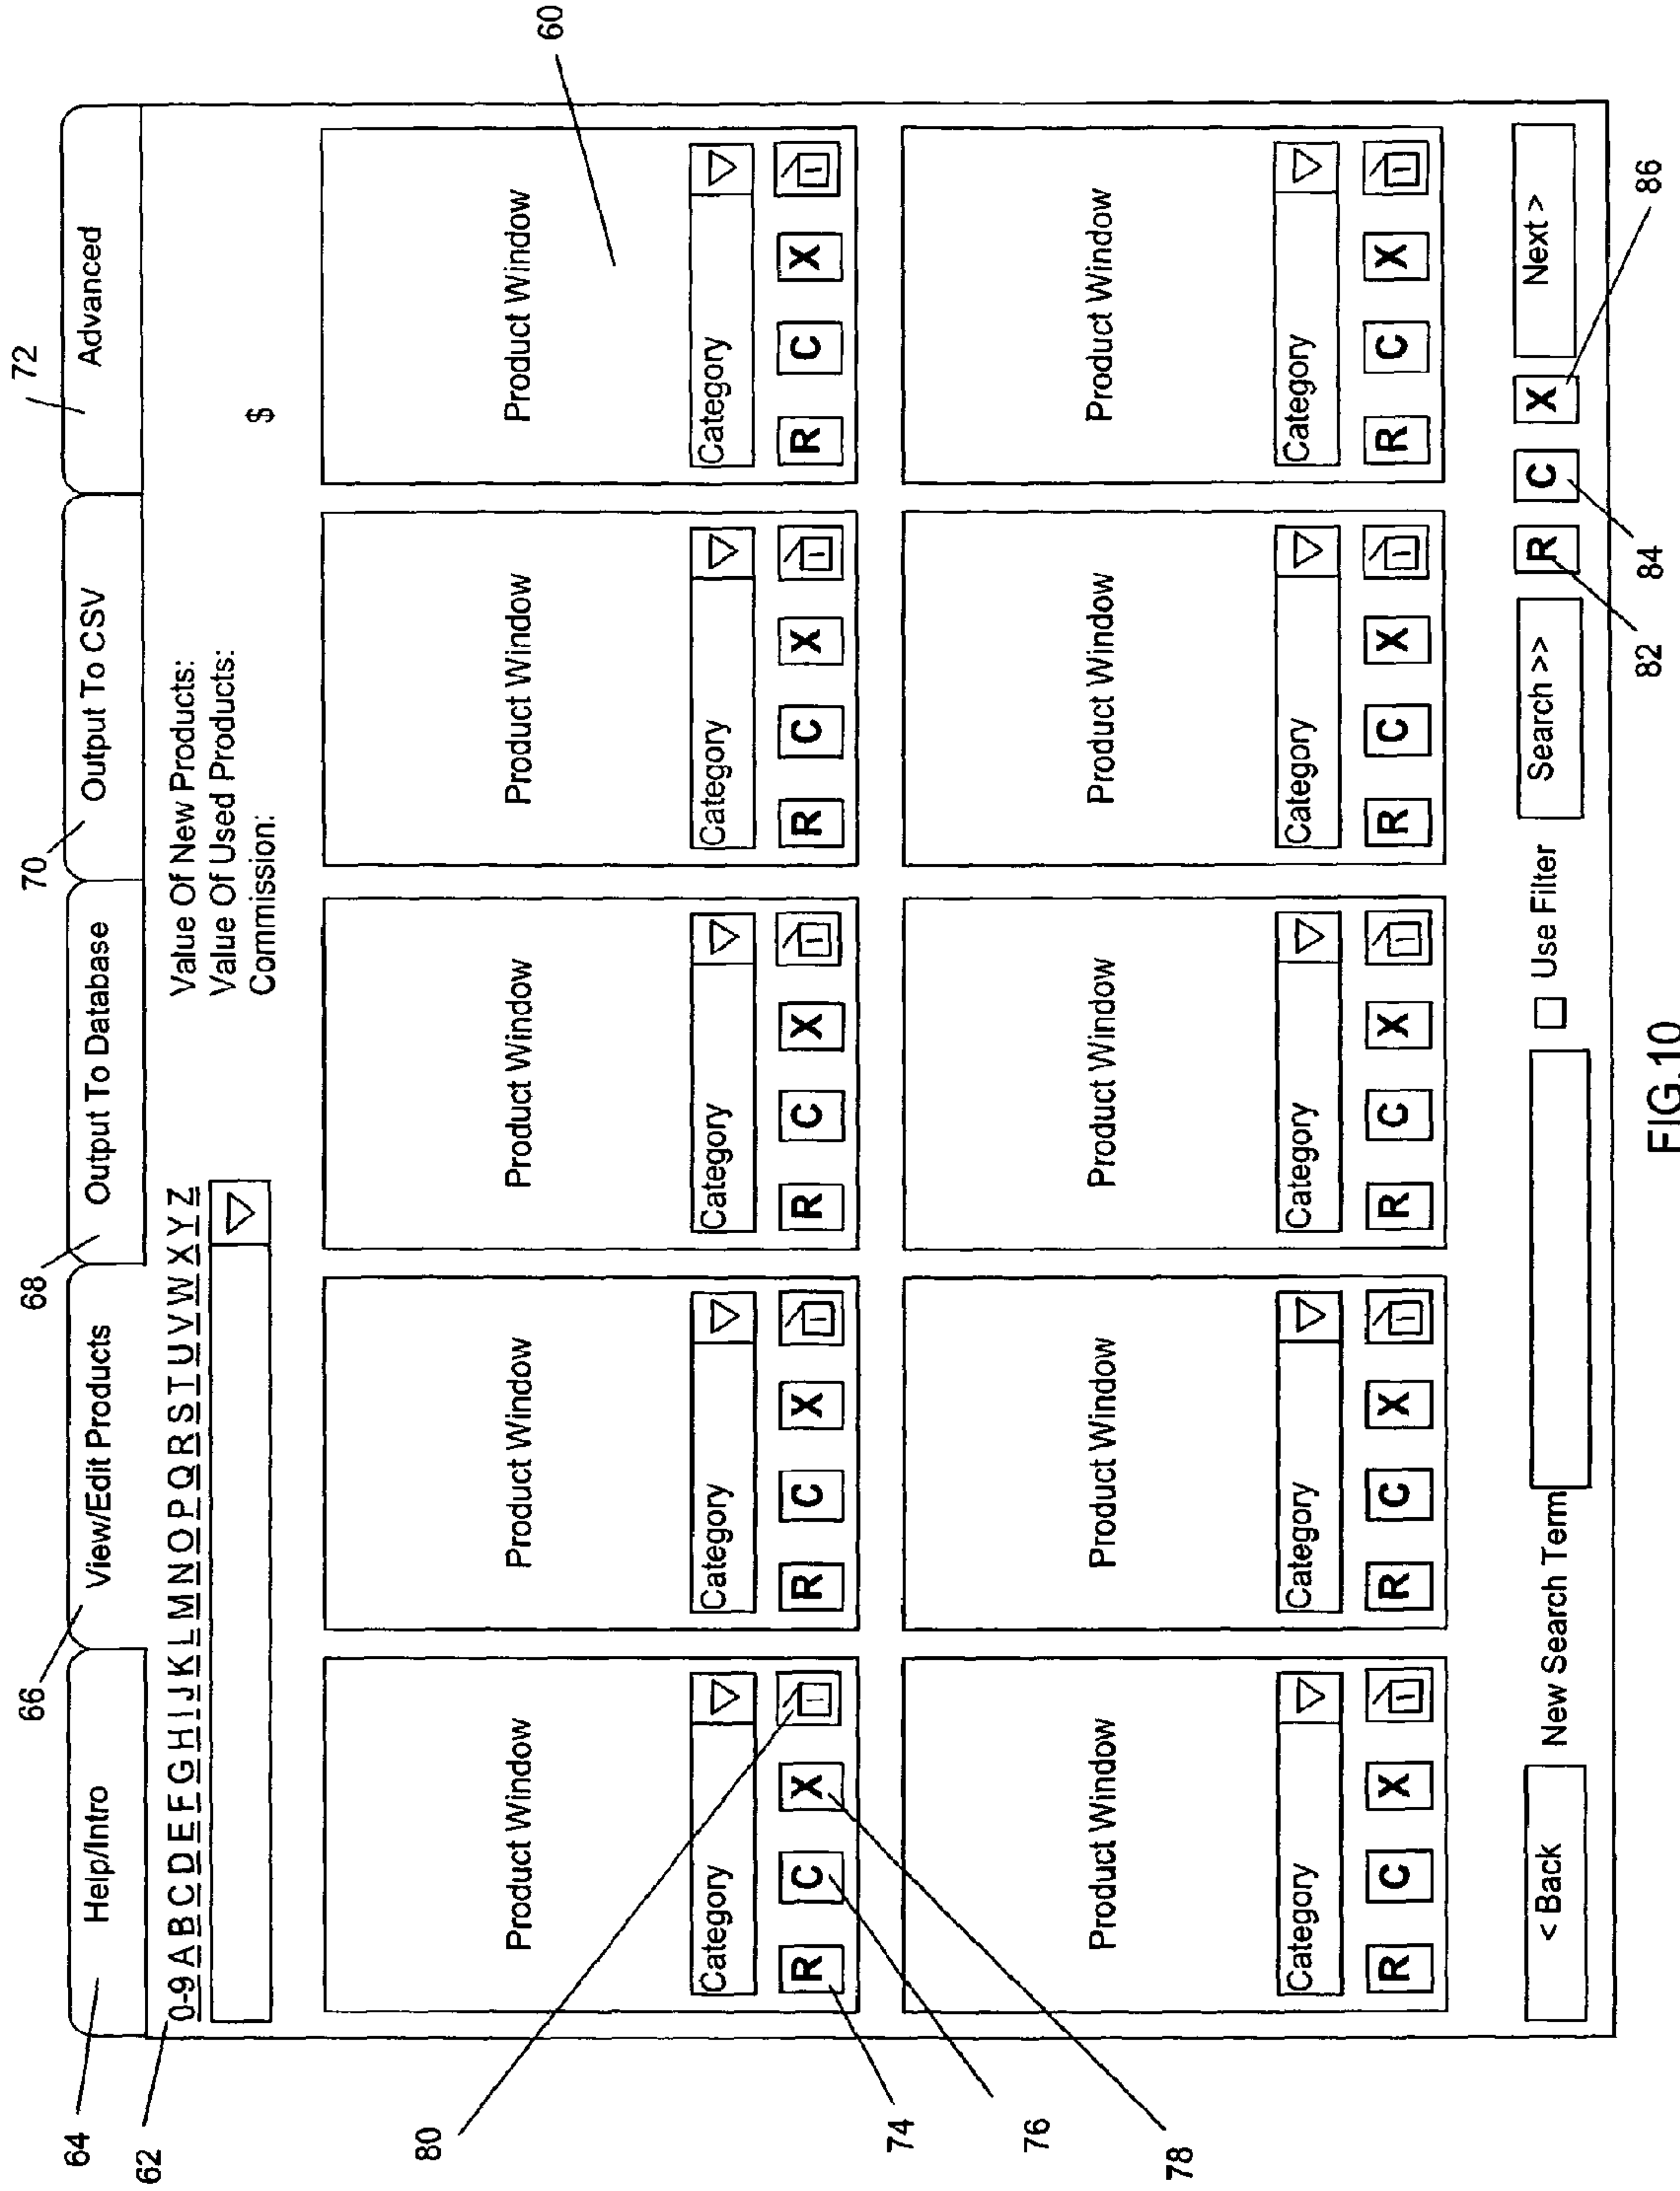 72
70
68
66
64
Help/Intro View/Edit Products Output To Database Output To CSV Advanced
62
0-9 A B C D E F G H I J K L M N O P Q R S T U V W X Y Z
Value Of New Products:
Value Of Used Products:
Commission: $
60
Product Window Product Window Product Window Product Window Product Window
Category Category Category Category Category
80
R C X R C X R C X R C X R C X
74
76
78
Product Window Product Window Product Window Product Window Product Window
Category Category Category Category Category
R C X R C X R C X R C X R C X
< Back New Search Term Use Filter Search >> R C X Next >
82 84 86
FIG.10